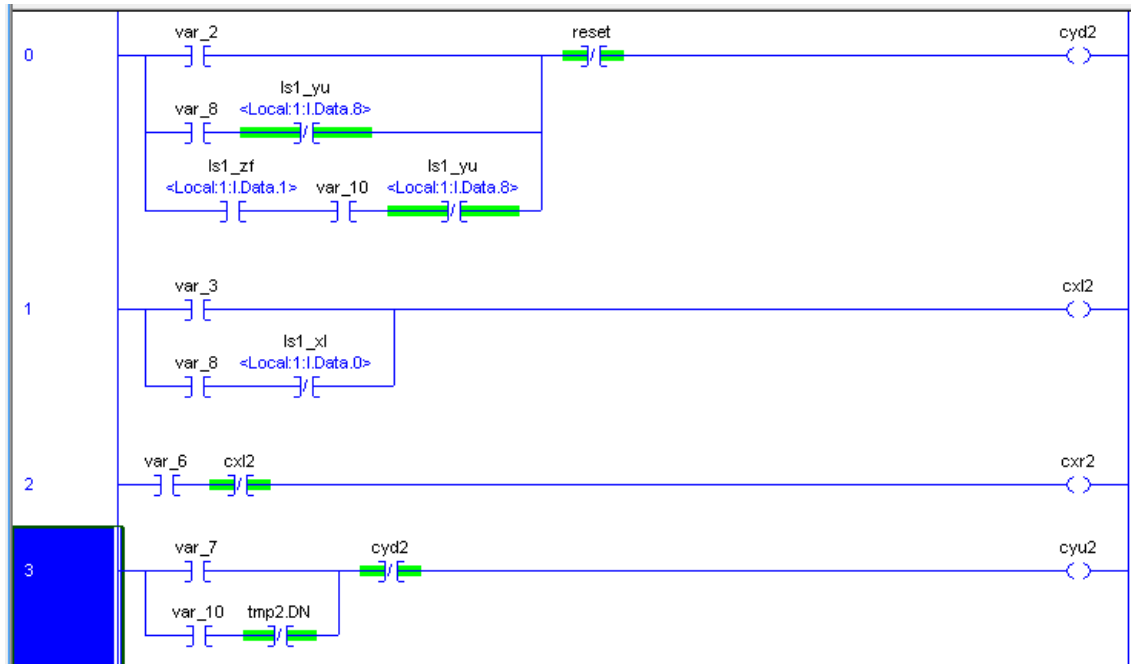 var_2 reset cyd2
0
ls1_yu
var_8 <Local:1:I.Data.8>
ls1_zf ls1_yu
<Local:1:I.Data.1> var_10 <Local:1:I.Data.8>
var_3 cxl2
1
ls1_xl
var_8 <Local:1:I.Data.0>
var_6 cxl2 cxr2
2
var_7 cyd2 cyu2
3
var_10 tmp2.DN